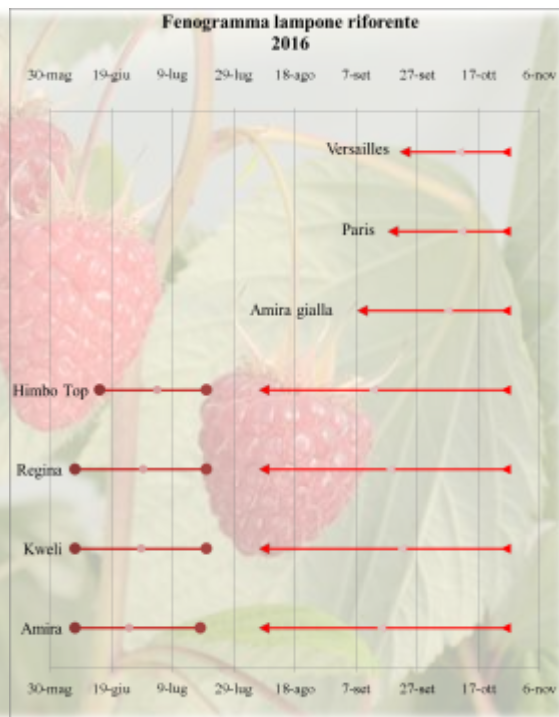 Fenogramma lampone riforente
2016
30-mag 19-giu 9-lug 29-lug 18-ago 7-set 27-set 17-ott 6-nov
Versailles
Paris
Amira gialla
Himbo Top
Regina
Kweli
Amira
30-mag 19-giu 9-lug 29-lug 18-ago 7-set 27-set 17-ott 6-nov